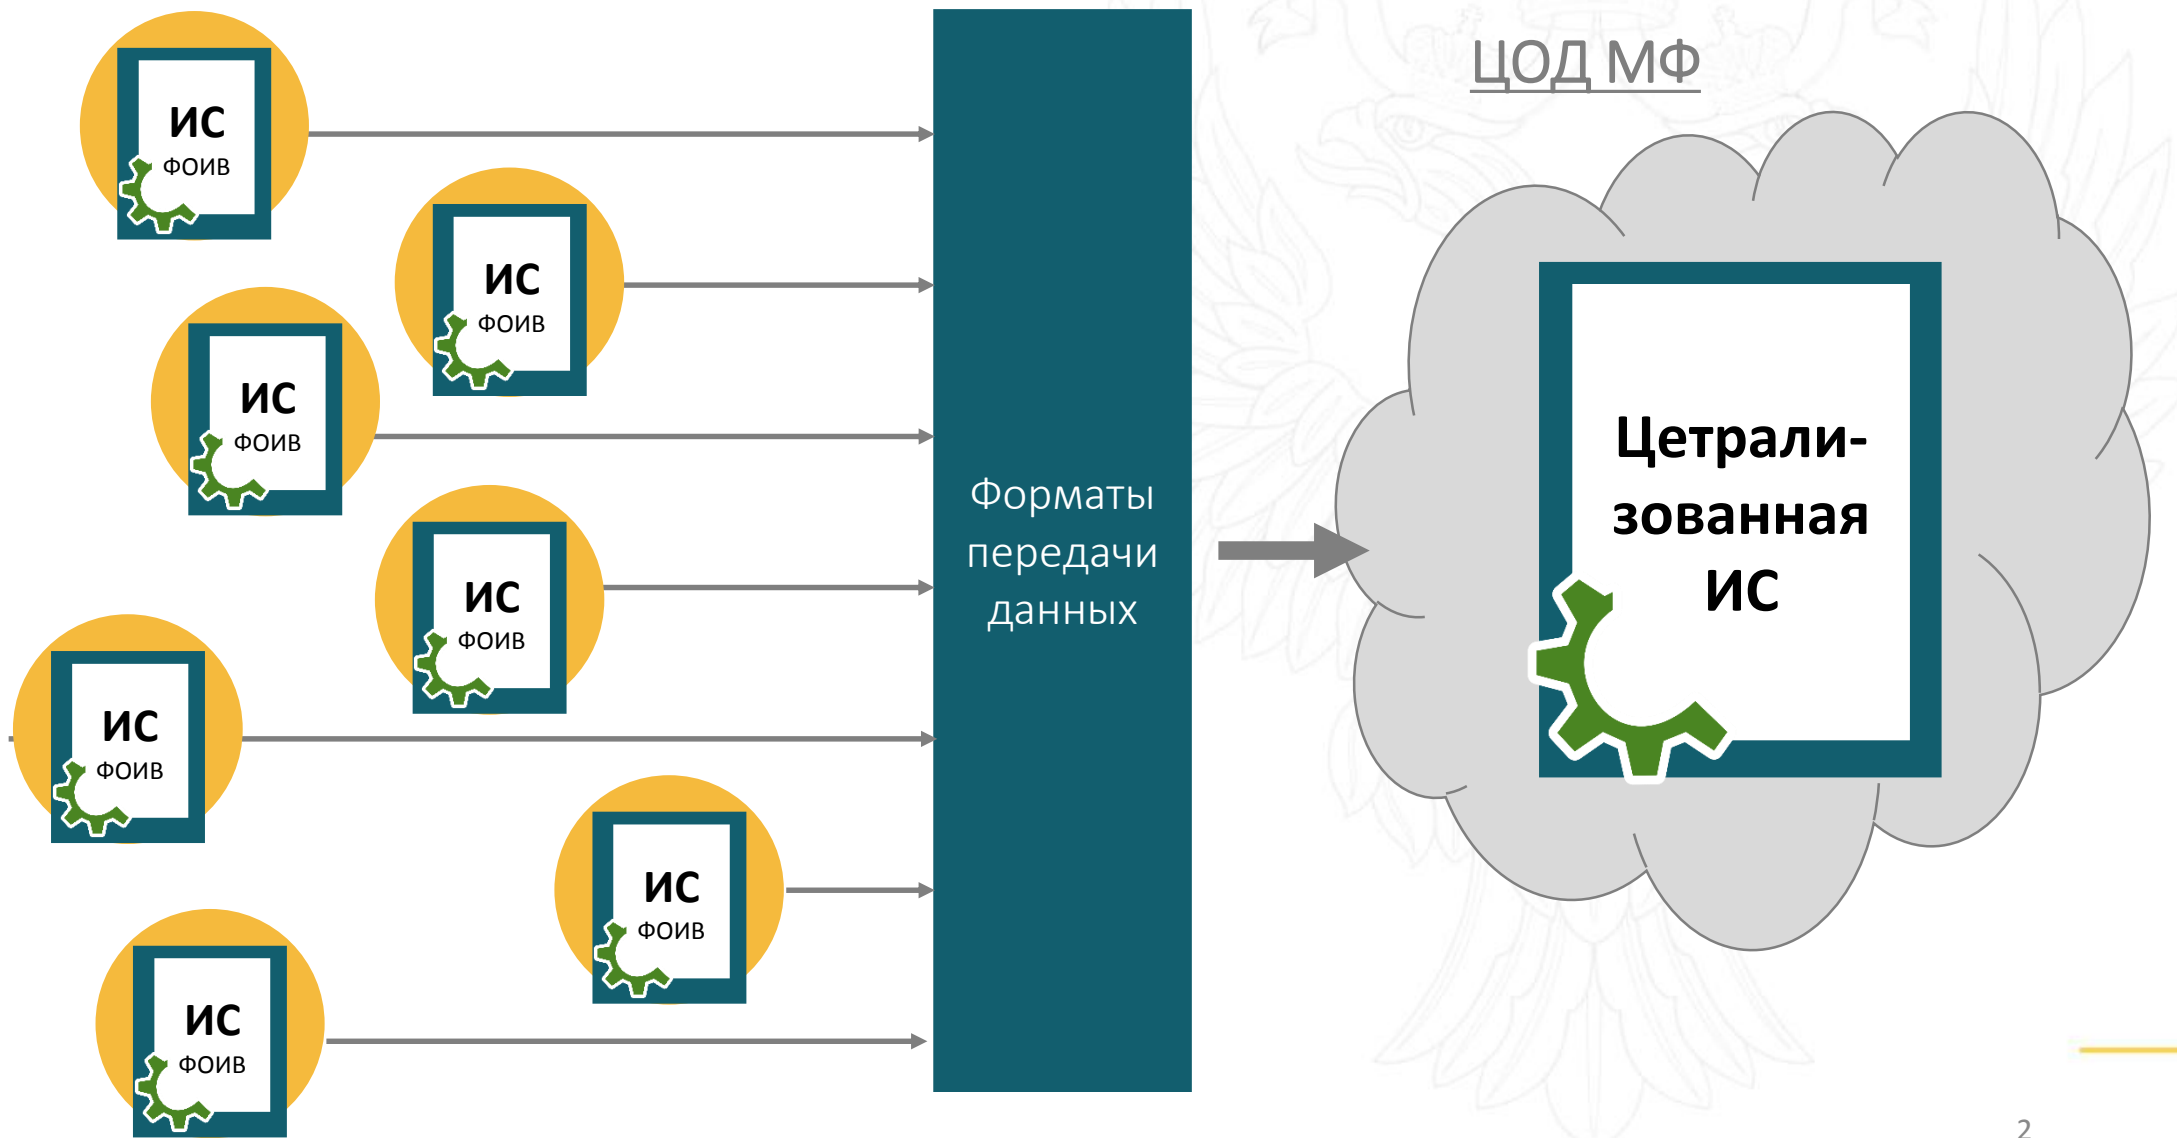 ЦОД МФ
ИС
ФОИВ
ИС
ФОИВ
ИС
ФОИВ
ИС
ФОИВ
ИС
ФОИВ
ИС
ФОИВ
ИС
ФОИВ
Форматы
передачи
данных
Цетрали-
зованная
ИС
2